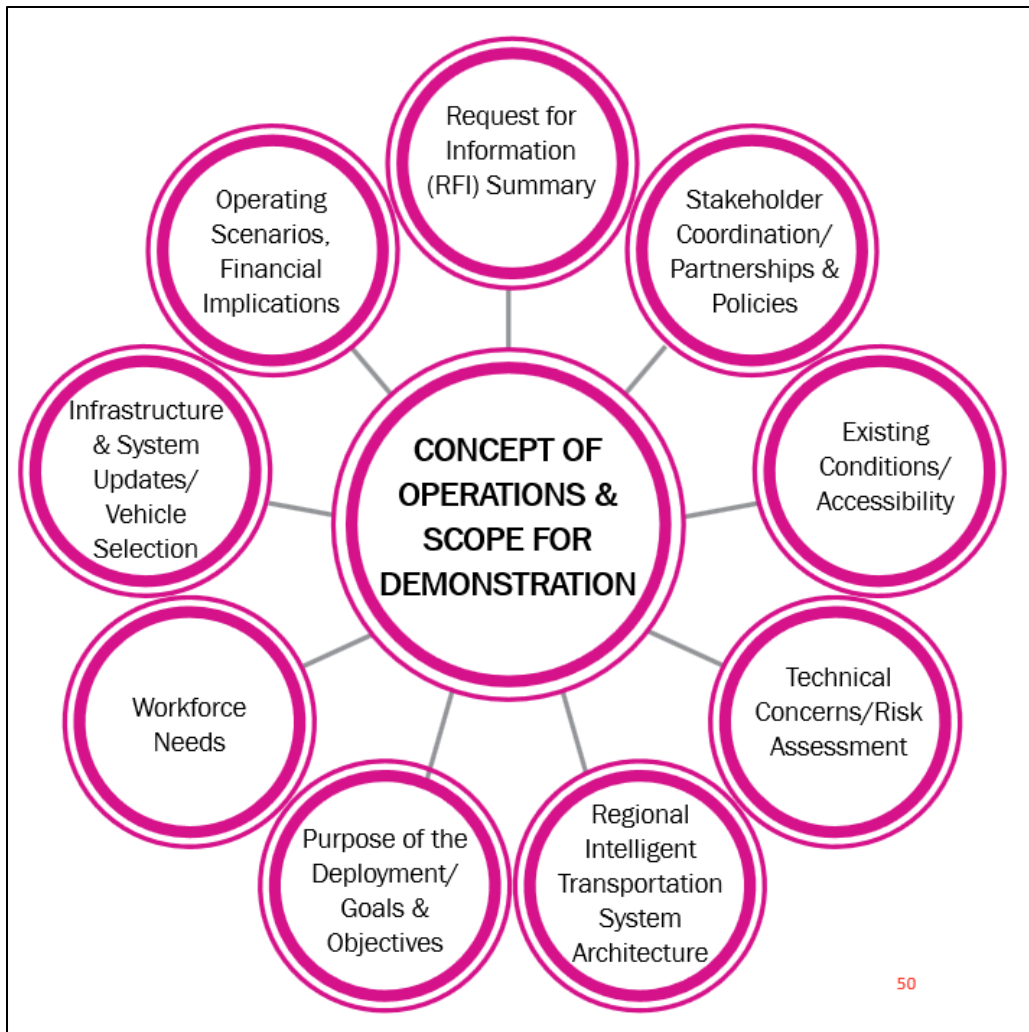 Request for
Information
(RFI) Summary
Stakeholder
Coordination/
Partnerships &
Policies
Existing
Conditions/
Accessibility
Technical
Concerns/Risk
Assessment
Regional
Intelligent
Transportation
System
Architecture
Purpose of the
Deployment/
Goals &
Objectives
Workforce
Needs
Infrastructure
& System
Updates/
Vehicle
Selection
Operating
Scenarios,
Financial
Implications
CONCEPT OF
OPERATIONS &
SCOPE FOR
DEMONSTRATION
50